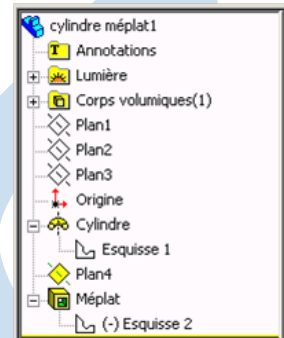 cylindre méplat1
Annotations
Lumière
Corps volumiques(1)
Plan1
Plan2
Plan3
Origine
Cylindre
Esquisse 1
Plan4
Méplat
(-) Esquisse 2